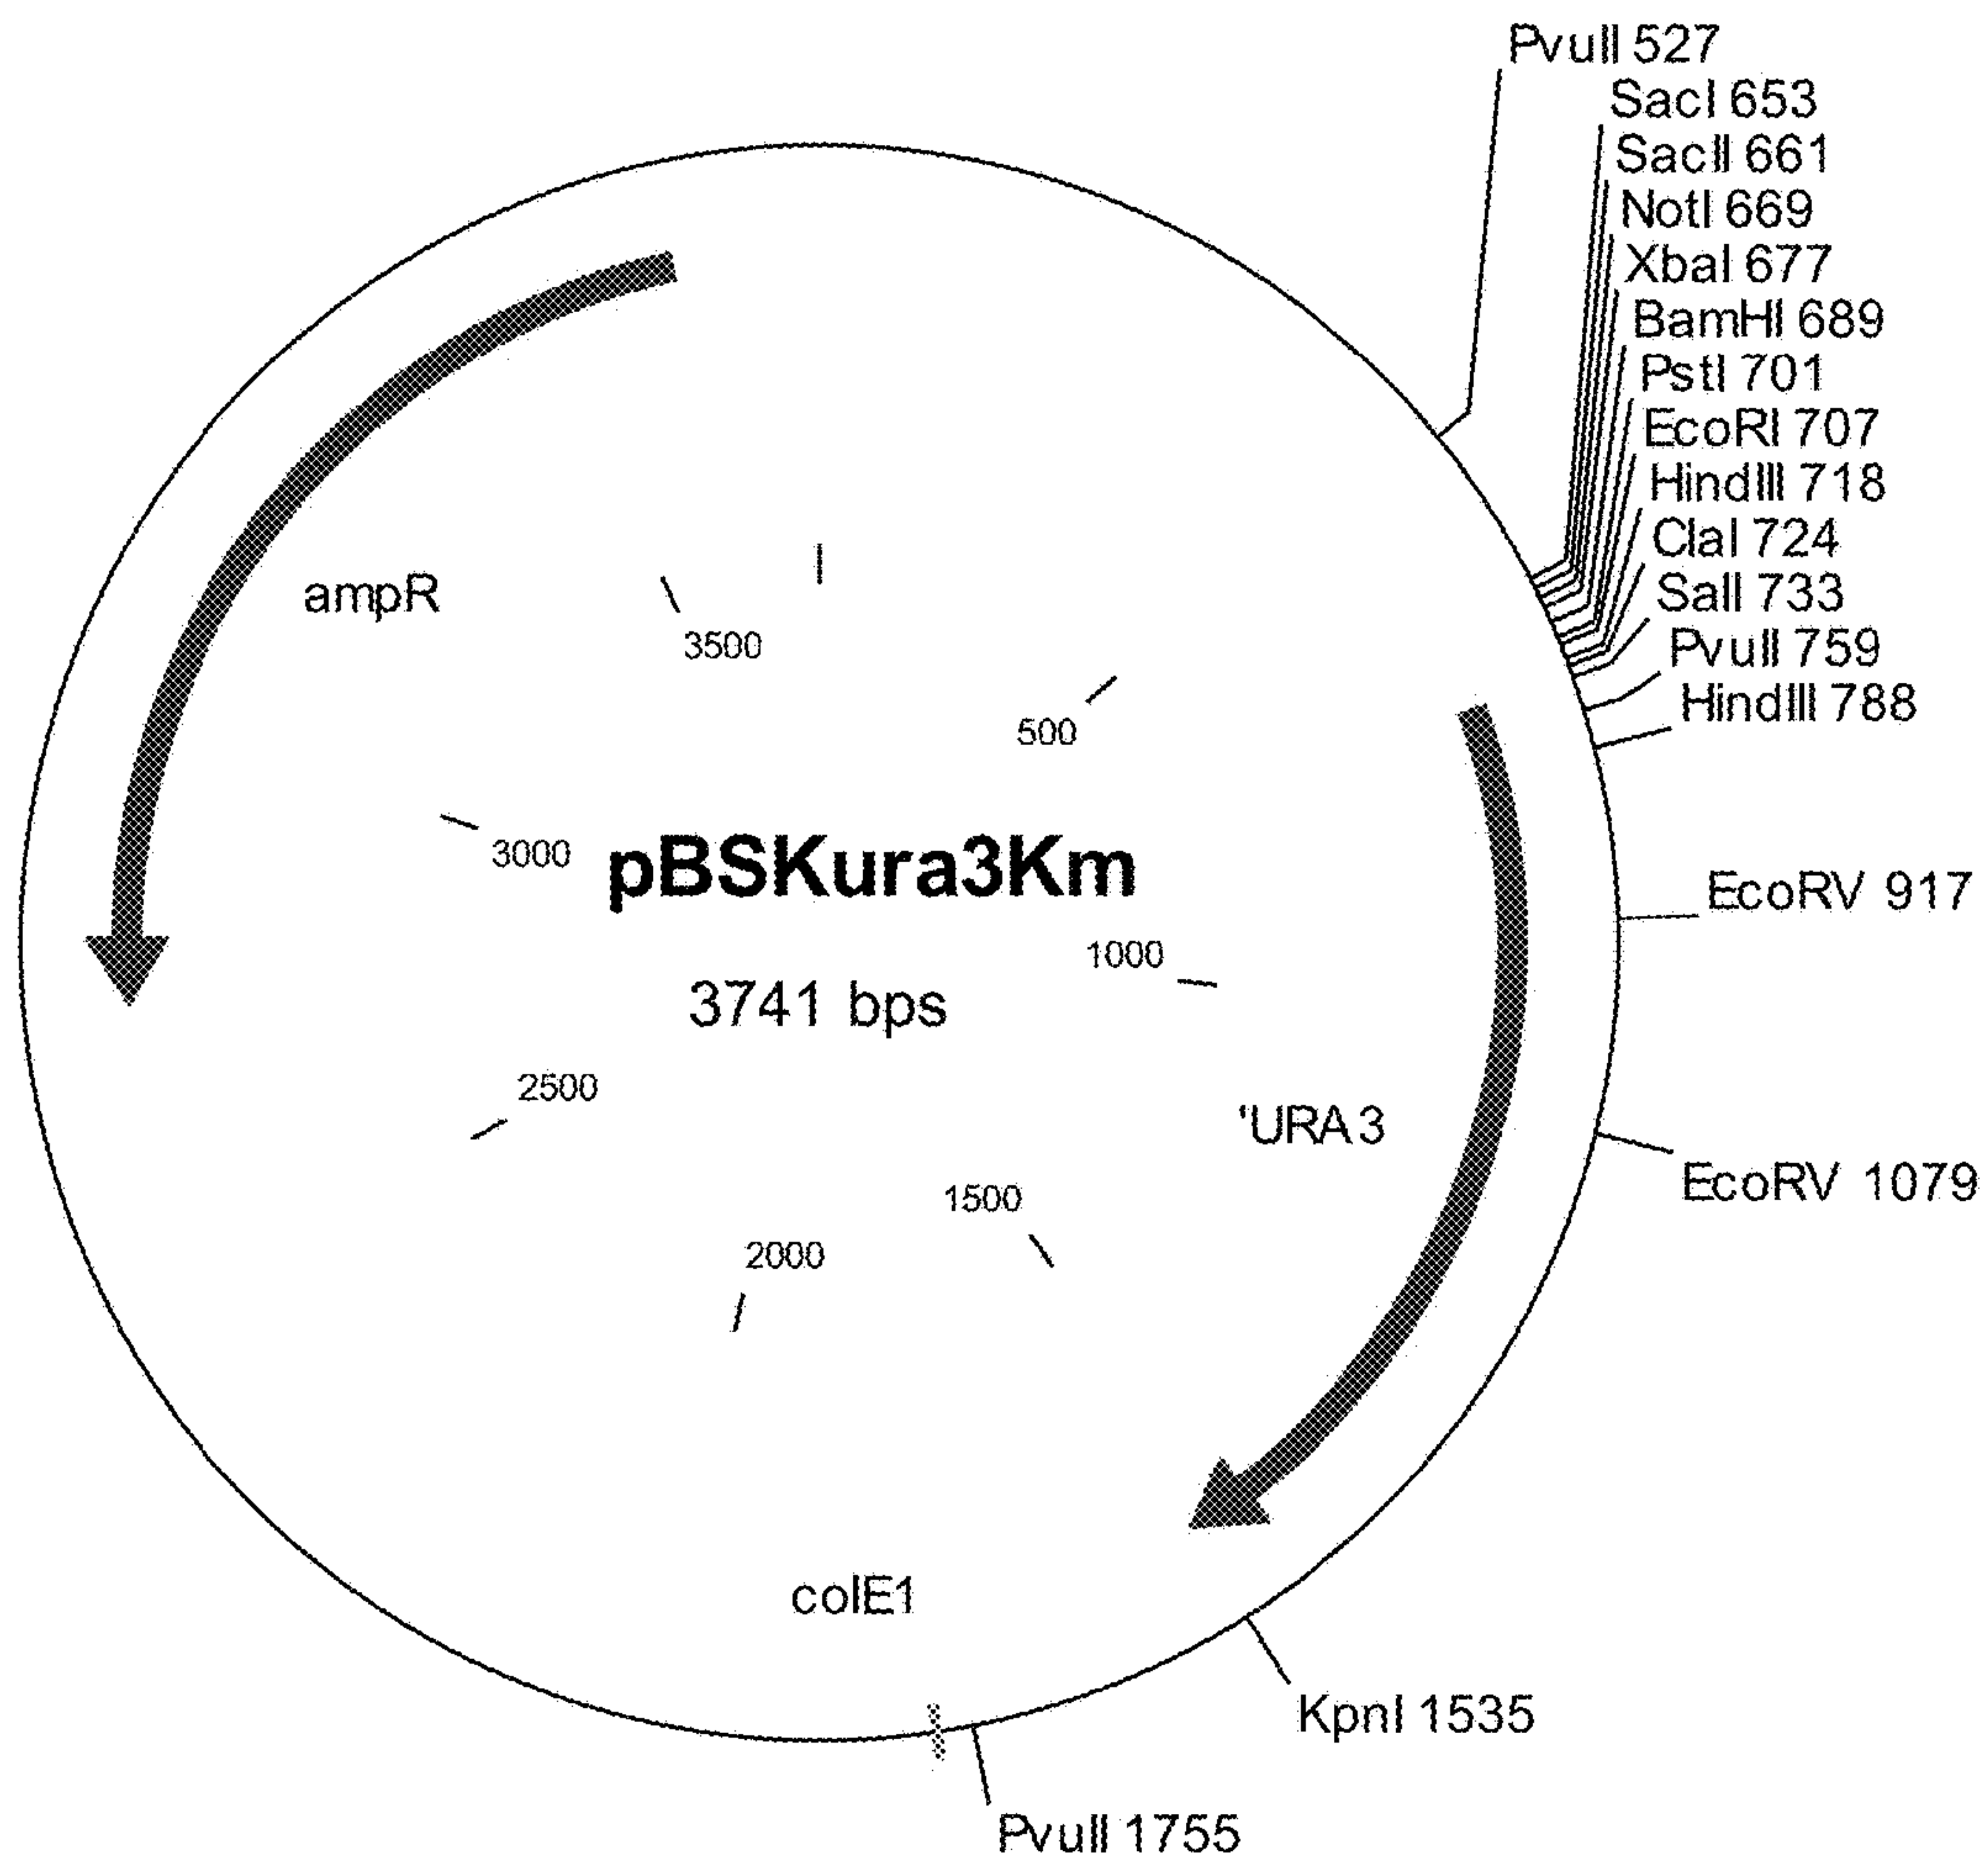 PvuII 527
SacI 653
SacII 661
NotI 669
XbaI 677
BamHI 689
PstI 701
EcoRI 707
HindIII 718
ClaI 724
SalI 733
PvuII 759
HindIII 788
ampR
3500
500
3000
pBSKura3Km
EcoRV 917
1000
3741 bps
2500
'URA3
EcoRV 1079
1500
2000
colE1
KpnI 1535
PvuII 1755